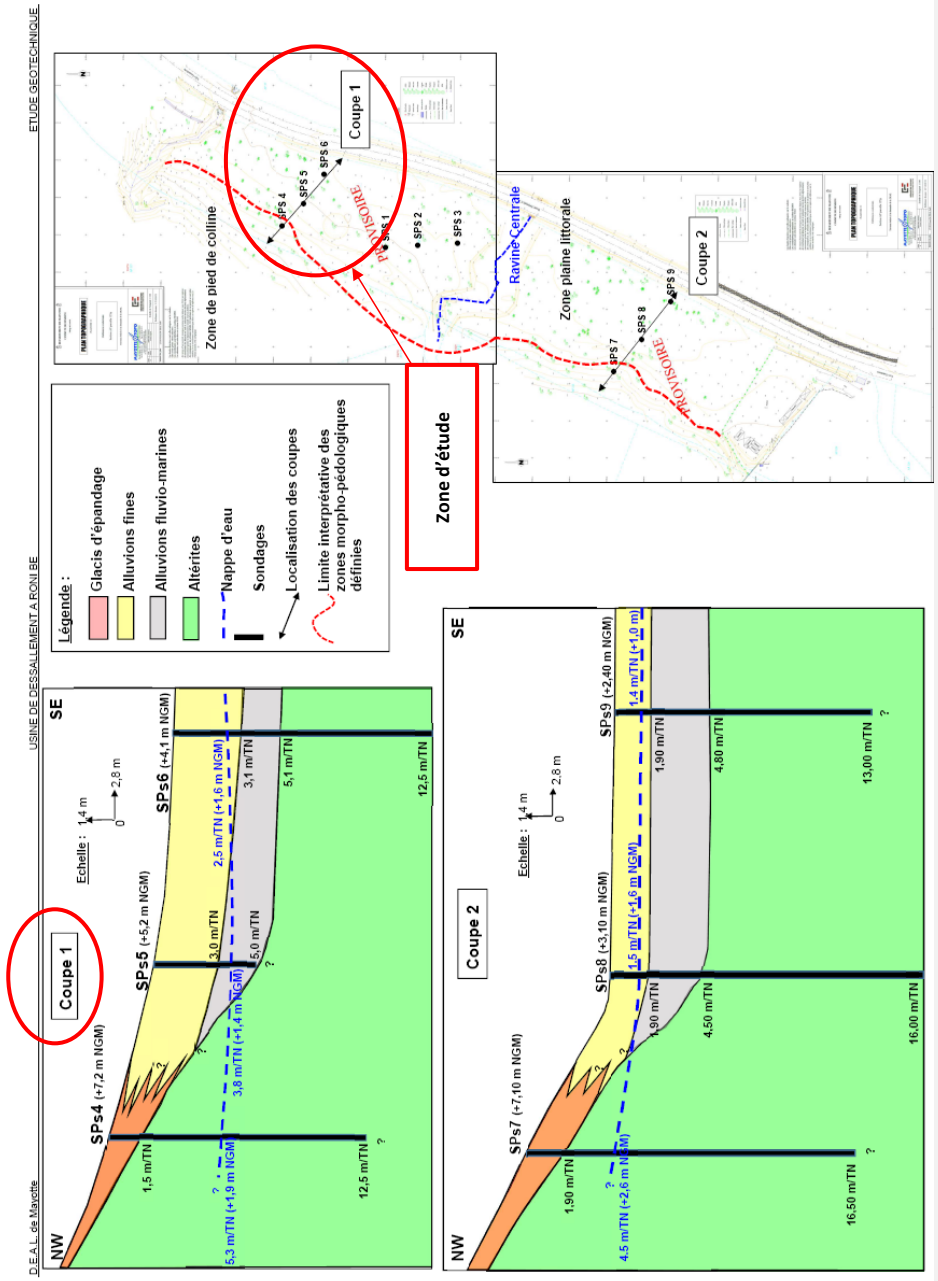 D.E.A.L. de Mayotte
USINE DE DESSALLEMENT A RONI BE
ETUDE GEOTECHNIQUE
Coupe 1
NW
SE
Echelle :
1,4 m
0
2,8 m
SPs4 (+7,2 m NGM)
SPs5 (+5,2 m NGM)
SPs6 (+4,1 m NGM)
1,5 m/TN
3,0 m/TN
3,1 m/TN
5,0 m/TN
5,1 m/TN
12,5 m/TN
12,5 m/TN
5,3 m/TN (+1,9 m NGM)
3,8 m/TN (+1,4 m NGM)
2,5 m/TN (+1,6 m NGM)
?
?
?
?
?
Coupe 2
NW
SE
Echelle :
1,4 m
0
2,8 m
SPs7 (+7,10 m NGM)
SPs8 (+3,10 m NGM)
SPs9 (+2,40 m NGM)
1,90 m/TN
1,90 m/TN
1,90 m/TN
4,50 m/TN
4.80 m/TN
16,50 m/TN
16,00 m/TN
13,00 m/TN
4.5 m/TN (+2,6 m NGM)
1,5 m/TN (+1,6 m NGM)
1.4 m/TN (+1.0 m)
?
?
?
?
?
Légende :
Glacis d'épandage
Alluvions fines
Alluvions fluvio-marines
Altérites
Nappe d'eau
Sondages
Localisation des coupes
Limite interprétative des
zones morpho-pédologiques
définies
Zone d'étude
PLAN TOPOGRAPHIQUE
N
Zone de pied de colline
Coupe 1
SPS 4
SPS 5
SPS 6
PROVISOIRE
SPS 1
SPS 2
SPS 3
Ravine Centrale
Zone plaine littorale
Coupe 2
SPS 7
SPS 8
SPS 9
PROVISOIRE
N
PLAN TOPOGRAPHIQUE